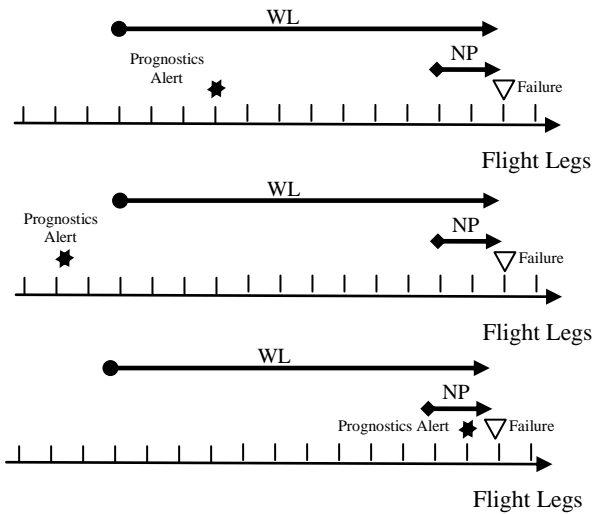 WL
NP
Prognostics
Alert
Failure
Flight Legs
WL
Prognostics
Alert
NP
Failure
Flight Legs
WL
NP
Prognostics Alert
Failure
Flight Legs